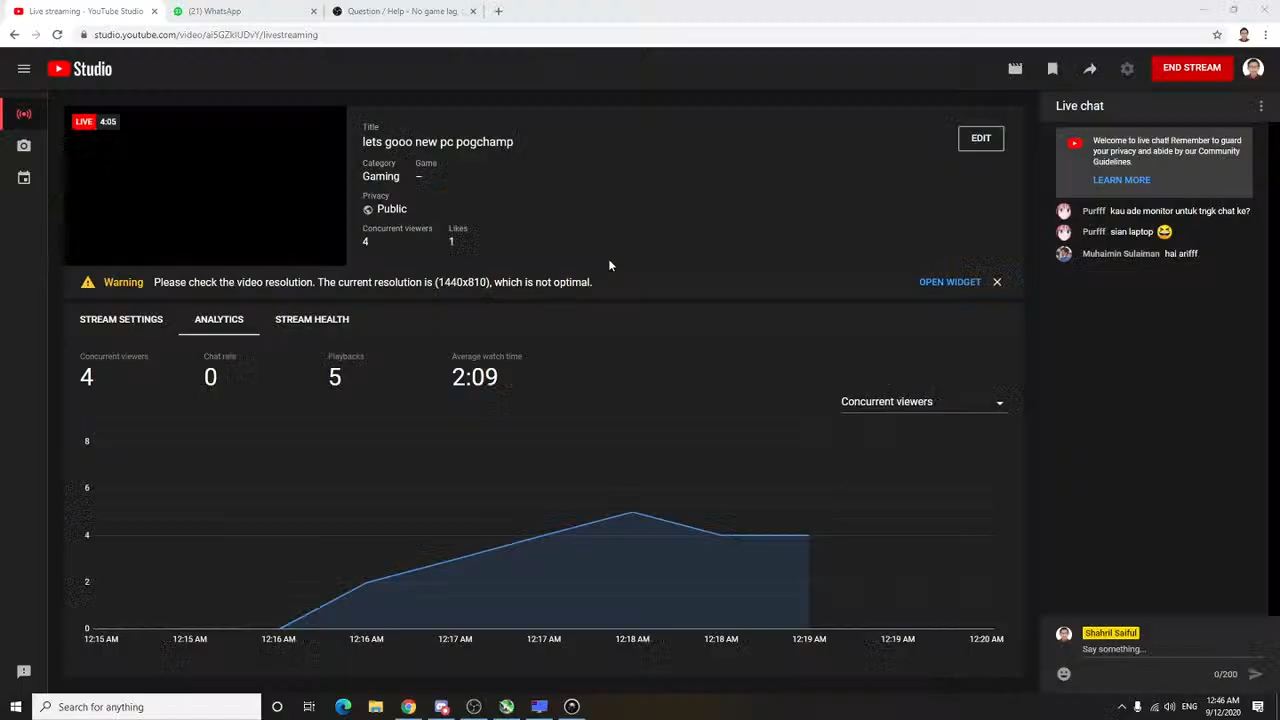 Live streaming - YouTube Studio
(21) WhatsApp
Question / Help - No game lag,
studio.youtube.com/video/ai5GZkIUDvY/livestreaming
Studio
END STREAM
LIVE 4:05
Title
lets gooo new pc pogchamp
EDIT
Category Game
Gaming –
Privacy
Public
Concurrent viewers Likes
4 1
Warning Please check the video resolution. The current resolution is (1440x810), which is not optimal.
OPEN WIDGET
STREAM SETTINGS ANALYTICS STREAM HEALTH
Concurrent viewers Chat rate Playbacks Average watch time
4 0 5 2:09
Concurrent viewers
8
6
4
2
0
12:15 AM 12:15 AM 12:16 AM 12:16 AM 12:17 AM 12:17 AM 12:18 AM 12:18 AM 12:19 AM 12:19 AM 12:20 AM
Live chat
Welcome to live chat! Remember to guard
your privacy and abide by our Community
Guidelines.
LEARN MORE
Purfff kau ade monitor untuk tngk chat ke?
Purfff sian laptop 😆
Muhaimin Sulaiman hai arifff
Shahril Saiful
Say something...
0/200
Search for anything
ENG
12:46 AM
9/12/2020